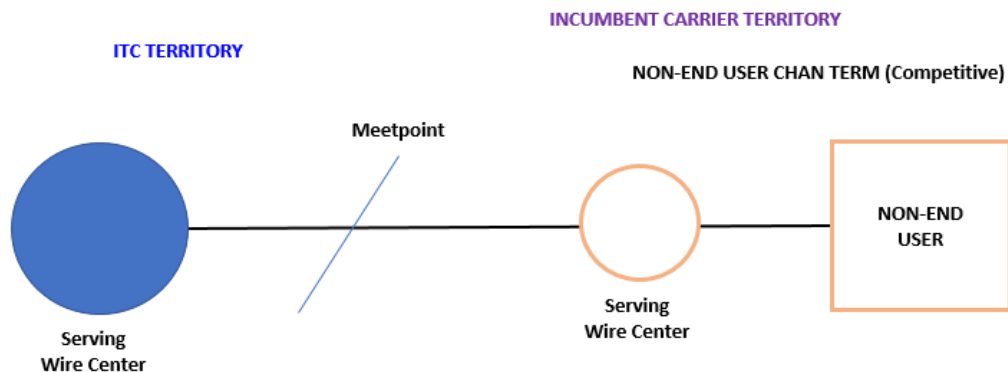 INCUMBENT CARRIER TERRITORY
ITC TERRITORY
NON-END USER CHAN TERM (Competitive)
Meetpoint
NON-END
USER
Serving
Wire Center
Serving
Wire Center